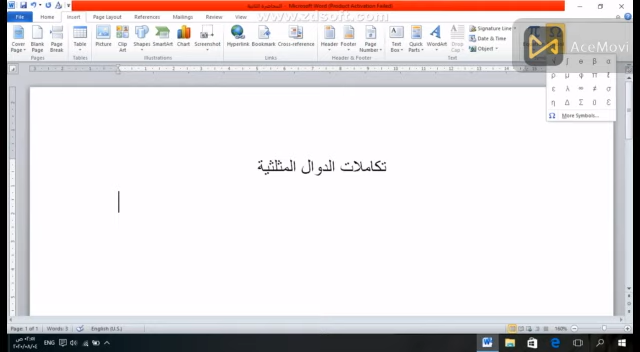 المحاضرة الثانية - Microsoft Word (Product Activation Failed)
www.zdsoft.com
File Home Insert Page Layout References Mailings Review View
Cover Page Blank Page Page Break Table Picture Clip Art Shapes SmartArt Chart Screenshot Hyperlink Bookmark Cross-reference Header Footer Page Number Text Box Quick Parts WordArt Drop Cap Signature Line Date & Time Object
Pages Tables Illustrations Links Header & Footer Text
AceMovi
∫ θ β α
ρ μ φ π
ε λ ∞ ≠ σ
η Δ Σ
Ω More Symbols...
تكاملات الدوال المثلثية
Page: 1 of 1 Words: 3 English (U.S.) 160%
ENG